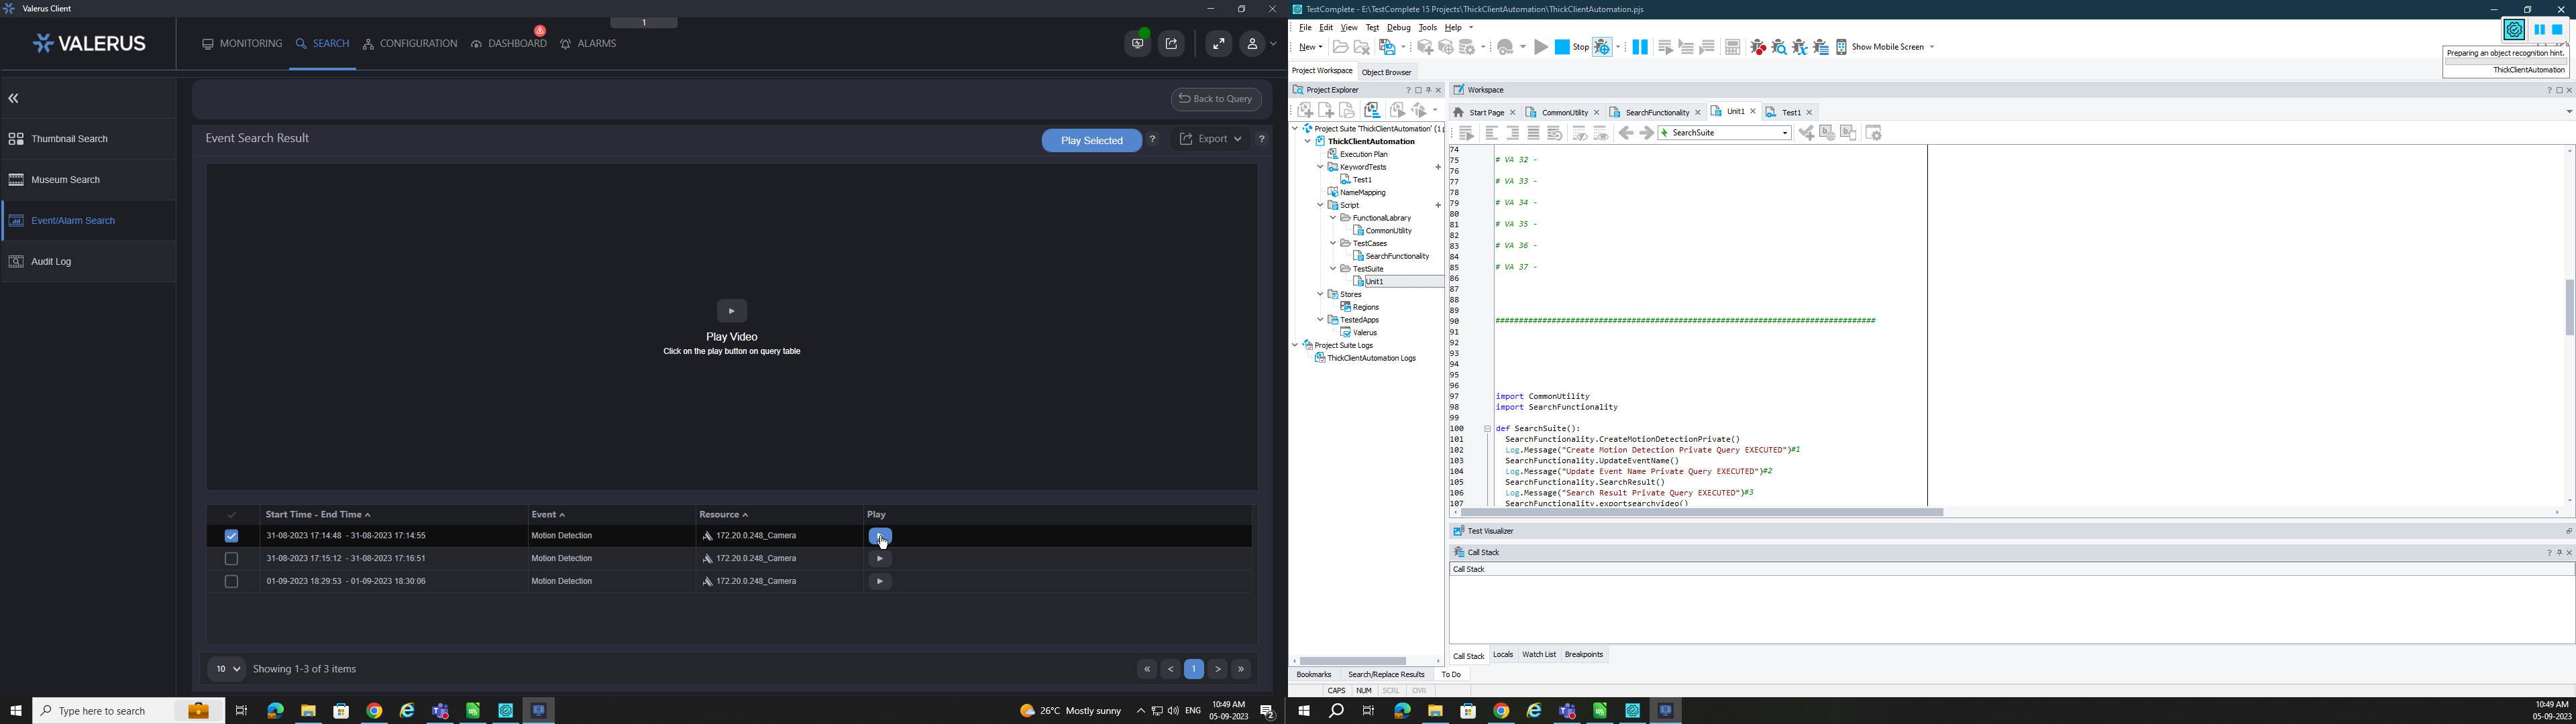 Valerus Client
1
VALERUS
MONITORING
SEARCH
CONFIGURATION
DASHBOARD
ALARMS
Thumbnail Search
Museum Search
Event/Alarm Search
Audit Log
Back to Query
Event Search Result
Play Selected
?
Export
?
Play Video
Click on the play button on query table
Start Time - End Time Event Resource Play
31-08-2023 17:14:48 - 31-08-2023 17:14:55 Motion Detection 172.20.0.248_Camera
31-08-2023 17:15:12 - 31-08-2023 17:16:51 Motion Detection 172.20.0.248_Camera
01-09-2023 18:29:53 - 01-09-2023 18:30:06 Motion Detection 172.20.0.248_Camera
10 Showing 1-3 of 3 items
« < 1 > »
Type here to search
26°C Mostly sunny
ENG
10:49 AM
05-09-2023
2
TestComplete - E:\TestComplete 15 Projects\ThickClientAutomation\ThickClientAutomation.pjs
File Edit View Test Debug Tools Help
New
Stop
Show Mobile Screen
Preparing an object recognition hint.
ThickClientAutomation
Project Workspace Object Browser
Project Explorer
Project Suite 'ThickClientAutomation' (1
ThickClientAutomation
Execution Plan
KeywordTests
Test1
NameMapping
Script
FunctionalLabrary
CommonUtility
TestCases
SearchFunctionality
TestSuite
Unit1
Stores
Regions
TestedApps
Valerus
Project Suite Logs
ThickClientAutomation Logs
Bookmarks Search/Replace Results To Do
CAPS NUM SCRL OVR
Workspace
Start Page CommonUtility SearchFunctionality Unit1 Test1
SearchSuite
74
75 # VA 32 -
76
77 # VA 33 -
78
79 # VA 34 -
80
81 # VA 35 -
82
83 # VA 36 -
84
85 # VA 37 -
86
87
88
89
90
91
92
93
94
95
96
97 import CommonUtility
98 import SearchFunctionality
99
100 def SearchSuite():
101 SearchFunctionality.CreateMotionDetectionPrivate()
102 Log.Message("Create Motion Detection Private Query EXECUTED")#1
103 SearchFunctionality.UpdateEventName()
104 Log.Message("Update Event Name Private Query EXECUTED")#2
105 SearchFunctionality.SearchResult()
106 Log.Message("Search Result Private Query EXECUTED")#3
107 SearchFunctionality.exportsearchvideo()
Test Visualizer
Call Stack
Call Stack
Call Stack Locals Watch List Breakpoints
10:49 AM
05-09-2023